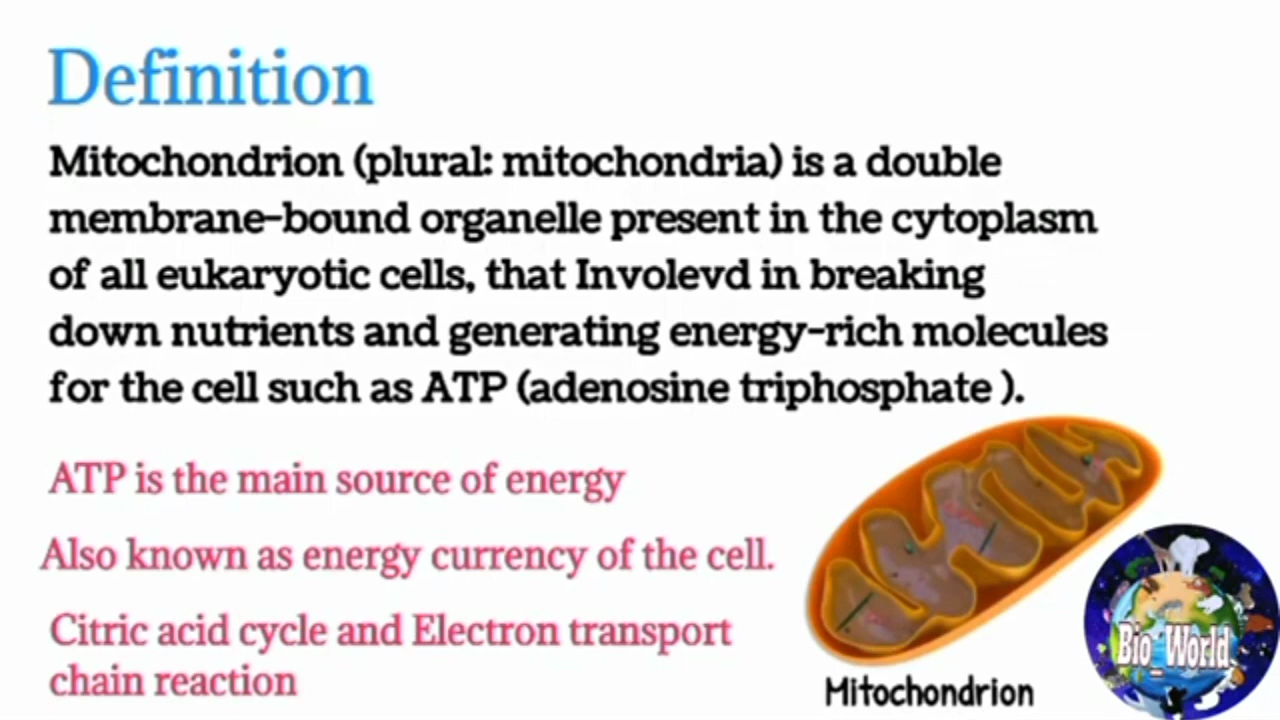 Definition
Mitochondrion (plural: mitochondria) is a double
membrane-bound organelle present in the cytoplasm
of all eukaryotic cells, that Involevd in breaking
down nutrients and generating energy-rich molecules
for the cell such as ATP (adenosine triphosphate ).
ATP is the main source of energy
Also known as energy currency of the cell.
Citric acid cycle and Electron transport
chain reaction
Mitochondrion
Bio_World